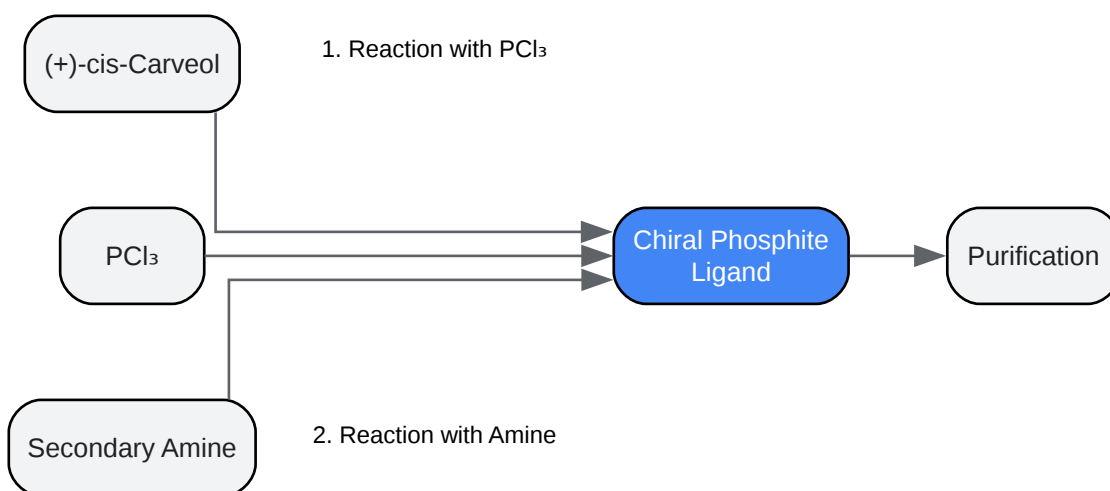 (+)-cis-Carveol
1. Reaction with PCl₃
PCl₃
Chiral Phosphite
Ligand
Purification
Secondary Amine
2. Reaction with Amine